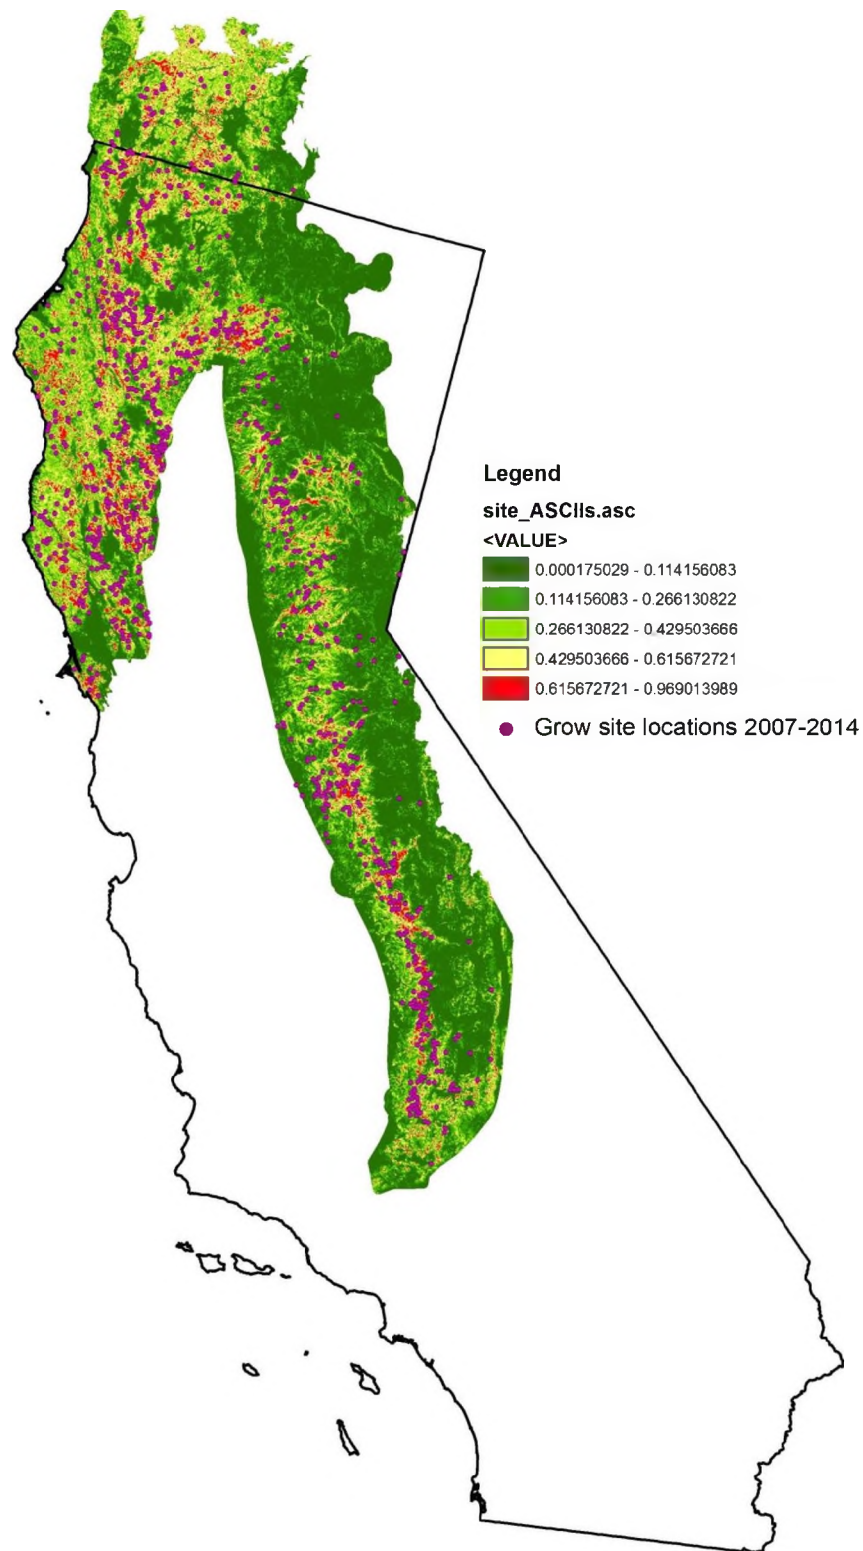 Legend
site_ASCIIs.asc
<VALUE>
0.000175029 - 0.114156083
0.114156083 - 0.266130822
0.266130822 - 0.429503666
0.429503666 - 0.615672721
0.615672721 - 0.969013989
Grow site locations 2007-2014